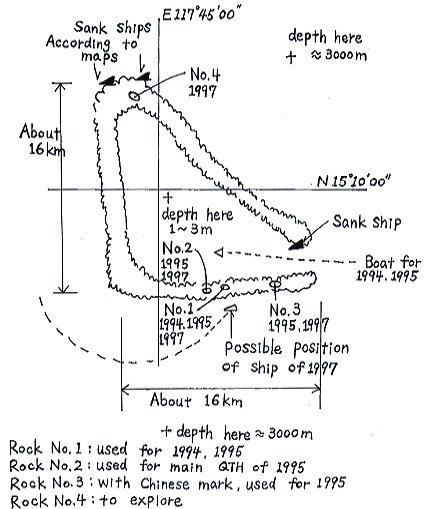 E 117°45'00"
Sank ships
According to
maps
depth here
+ ≈ 3000m
No.4
1997
About
16km
N 15°10'00"
+
depth here
1~3m
Sank ship
No.2
1995
1997
Boat for
1994, 1995
No.1
1994, 1995
1997
No.3
1995, 1997
Possible position
of ship of 1997
About 16km
+ depth here ≈ 3000m
Rock No.1 : used for 1994, 1995
Rock No.2 : used for main QTH of 1995
Rock No.3 : with Chinese mark, used for 1995
Rock No.4 : to explore